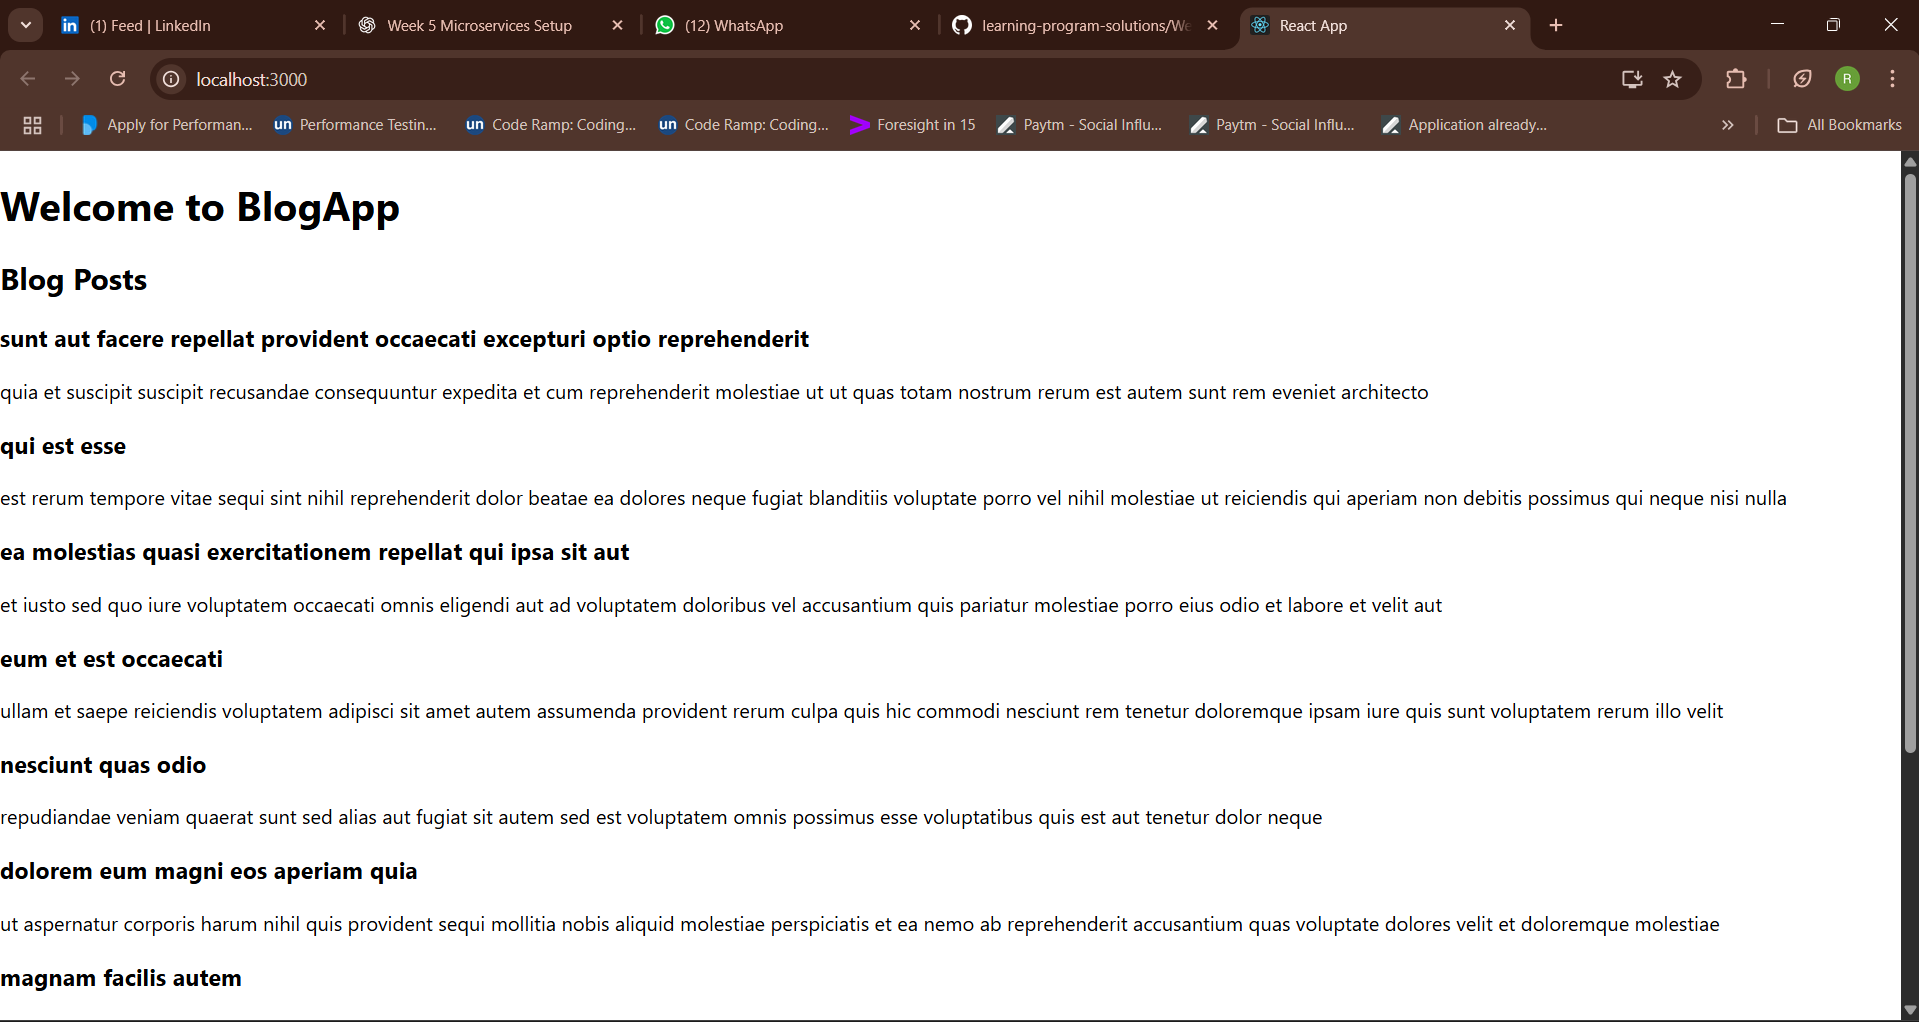 (1) Feed | LinkedIn
Week 5 Microservices Setup
(12) WhatsApp
learning-program-solutions/We
React App
localhost:3000
R
Apply for Performan...
un Performance Testin...
un Code Ramp: Coding...
un Code Ramp: Coding...
Foresight in 15
Paytm - Social Influ...
Paytm - Social Influ...
Application already...
All Bookmarks
Welcome to BlogApp
Blog Posts
sunt aut facere repellat provident occaecati excepturi optio reprehenderit
quia et suscipit suscipit recusandae consequuntur expedita et cum reprehenderit molestiae ut ut quas totam nostrum rerum est autem sunt rem eveniet architecto
qui est esse
est rerum tempore vitae sequi sint nihil reprehenderit dolor beatae ea dolores neque fugiat blanditiis voluptate porro vel nihil molestiae ut reiciendis qui aperiam non debitis possimus qui neque nisi nulla
ea molestias quasi exercitationem repellat qui ipsa sit aut
et iusto sed quo iure voluptatem occaecati omnis eligendi aut ad voluptatem doloribus vel accusantium quis pariatur molestiae porro eius odio et labore et velit aut
eum et est occaecati
ullam et saepe reiciendis voluptatem adipisci sit amet autem assumenda provident rerum culpa quis hic commodi nesciunt rem tenetur doloremque ipsam iure quis sunt voluptatem rerum illo velit
nesciunt quas odio
repudiandae veniam quaerat sunt sed alias aut fugiat sit autem sed est voluptatem omnis possimus esse voluptatibus quis est aut tenetur dolor neque
dolorem eum magni eos aperiam quia
ut aspernatur corporis harum nihil quis provident sequi mollitia nobis aliquid molestiae perspiciatis et ea nemo ab reprehenderit accusantium quas voluptate dolores velit et doloremque molestiae
magnam facilis autem